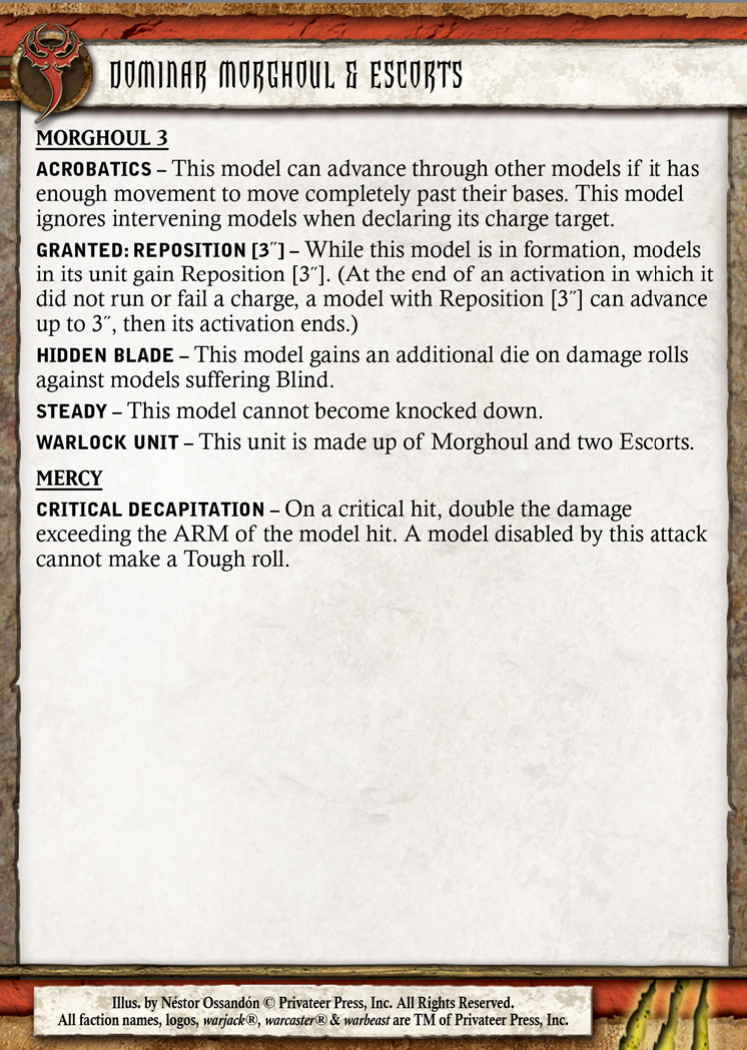 DOMINAR MORGHOUL & ESCORTS
MORGHOUL 3
ACROBATICS – This model can advance through other models if it has
enough movement to move completely past their bases. This model
ignores intervening models when declaring its charge target.
GRANTED: REPOSITION [3˝] – While this model is in formation, models
in its unit gain Reposition [3˝]. (At the end of an activation in which it
did not run or fail a charge, a model with Reposition [3˝] can advance
up to 3˝, then its activation ends.)
HIDDEN BLADE – This model gains an additional die on damage rolls
against models suffering Blind.
STEADY – This model cannot become knocked down.
WARLOCK UNIT – This unit is made up of Morghoul and two Escorts.
MERCY
CRITICAL DECAPITATION – On a critical hit, double the damage
exceeding the ARM of the model hit. A model disabled by this attack
cannot make a Tough roll.
Illus. by Néstor Ossandón © Privateer Press, Inc. All Rights Reserved.
All faction names, logos, warjack®, warcaster® & warbeast are TM of Privateer Press, Inc.